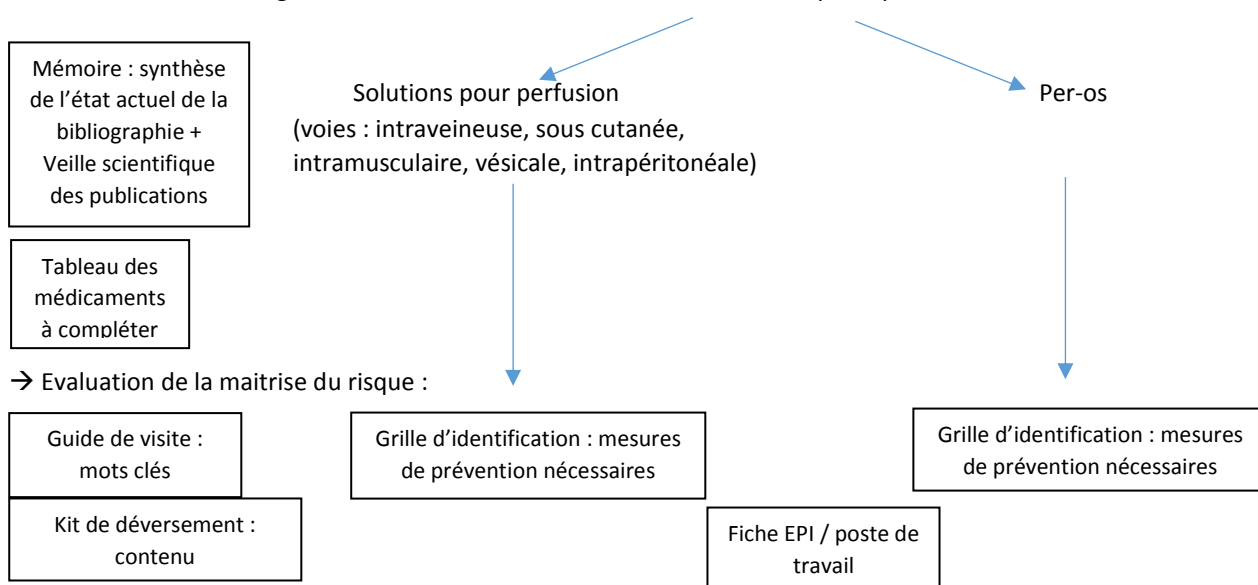 Mémoire : synthèse
de l’état actuel de la
bibliographie +
Veille scientifique
des publications
Solutions pour perfusion
(voies : intraveineuse, sous cutanée,
intramusculaire, vésicale, intrapéritonéale)
Per-os
Tableau des
médicaments
à compléter
→ Evaluation de la maitrise du risque :
Guide de visite :
mots clés
Grille d’identification : mesures
de prévention nécessaires
Grille d’identification : mesures
de prévention nécessaires
Kit de déversement :
contenu
Fiche EPI / poste de
travail